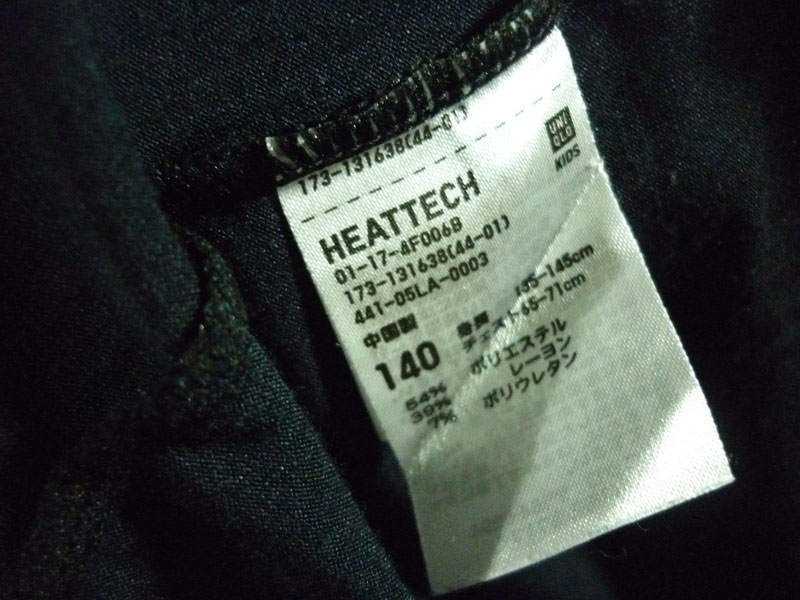 173-131638(44-01)
UNI
QLO
KIDS
HEATTECH
01-17-4F006B
173-131638(44-01)
441-05LA-0003
中国製
140
身長 135-145cm
チェスト65-71cm
54% ポリエステル
39% レーヨン
7% ポリウレタン